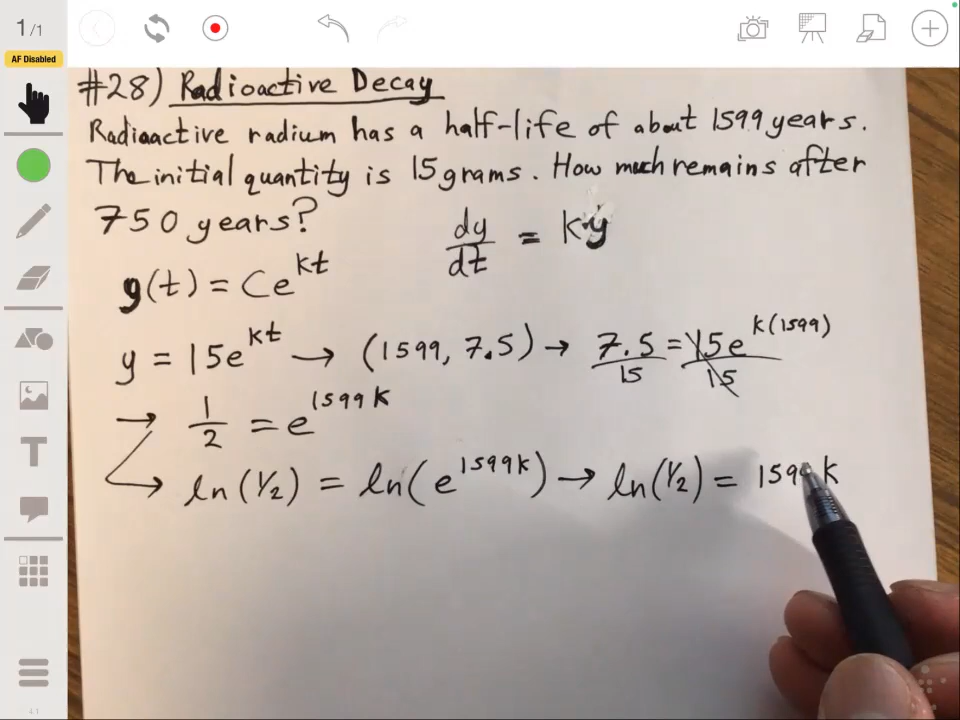 1/1
AF Disabled
#28) Radioactive Decay
Radioactive radium has a half-life of about 1599 years.
The initial quantity is 15 grams. How much remains after
750 years?
dy/dt = ky
y(t) = Ce^kt
y = 15e^kt → (1599, 7.5) → 7.5/15 = 15e^k(1599)/15
→ 1/2 = e^1599k
→ ln(1/2) = ln(e^1599k) → ln(1/2) = 1599k
T